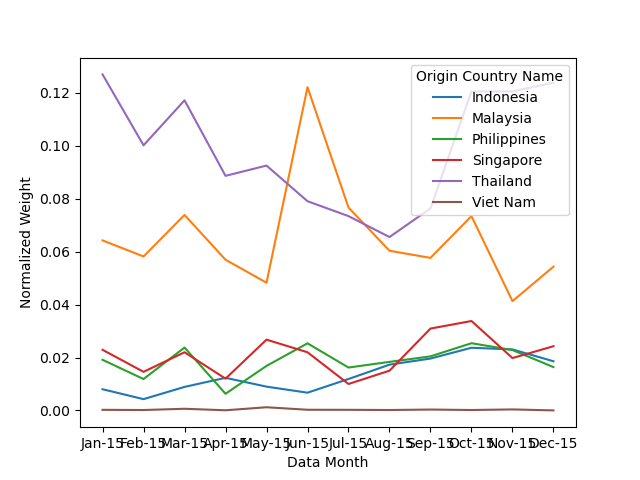 Origin Country Name
Indonesia
Malaysia
Philippines
Singapore
Thailand
Viet Nam
Normalized Weight
0.12
0.10
0.08
0.06
0.04
0.02
0.00
Jan-15 Feb-15 Mar-15 Apr-15 May-15 Jun-15 Jul-15 Aug-15 Sep-15 Oct-15 Nov-15 Dec-15
Data Month